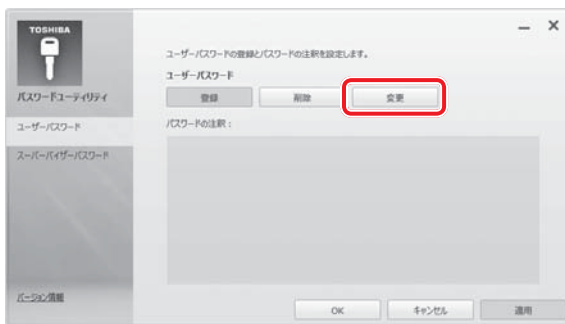 TOSHIBA
パスワードユーティリティ
ユーザーパスワード
スーパーバイザーパスワード
バージョン情報
ユーザーパスワードの登録とパスワードの注釈を設定します。
ユーザーパスワード
登録 削除 変更
パスワードの注釈：
OK キャンセル 適用